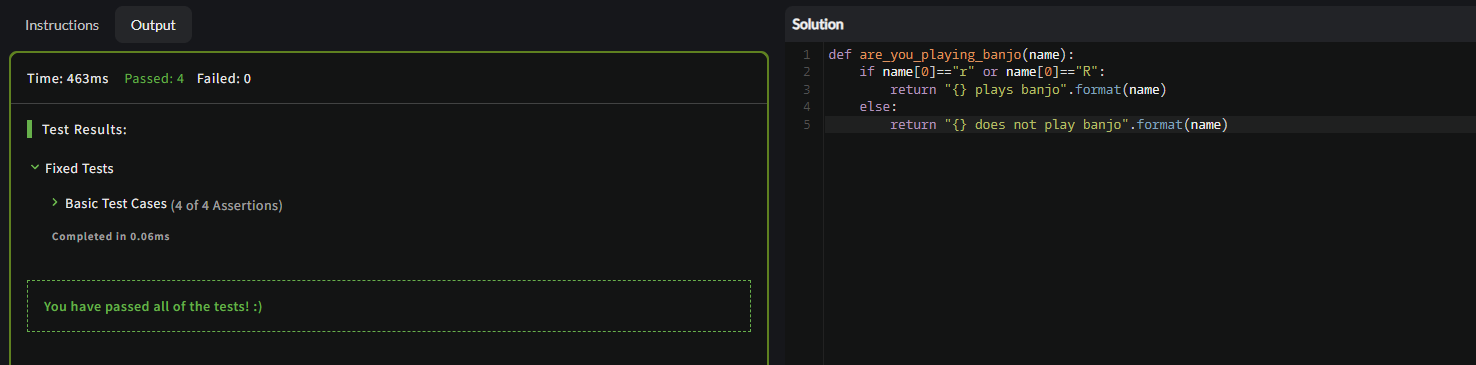 Instructions
Output
Time: 463ms Passed: 4 Failed: 0
Test Results:
Fixed Tests
Basic Test Cases (4 of 4 Assertions)
Completed in 0.06ms
You have passed all of the tests! :)
Solution
1 def are_you_playing_banjo(name):
2     if name[0]=="r" or name[0]=="R":
3         return "{} plays banjo".format(name)
4     else:
5         return "{} does not play banjo".format(name)